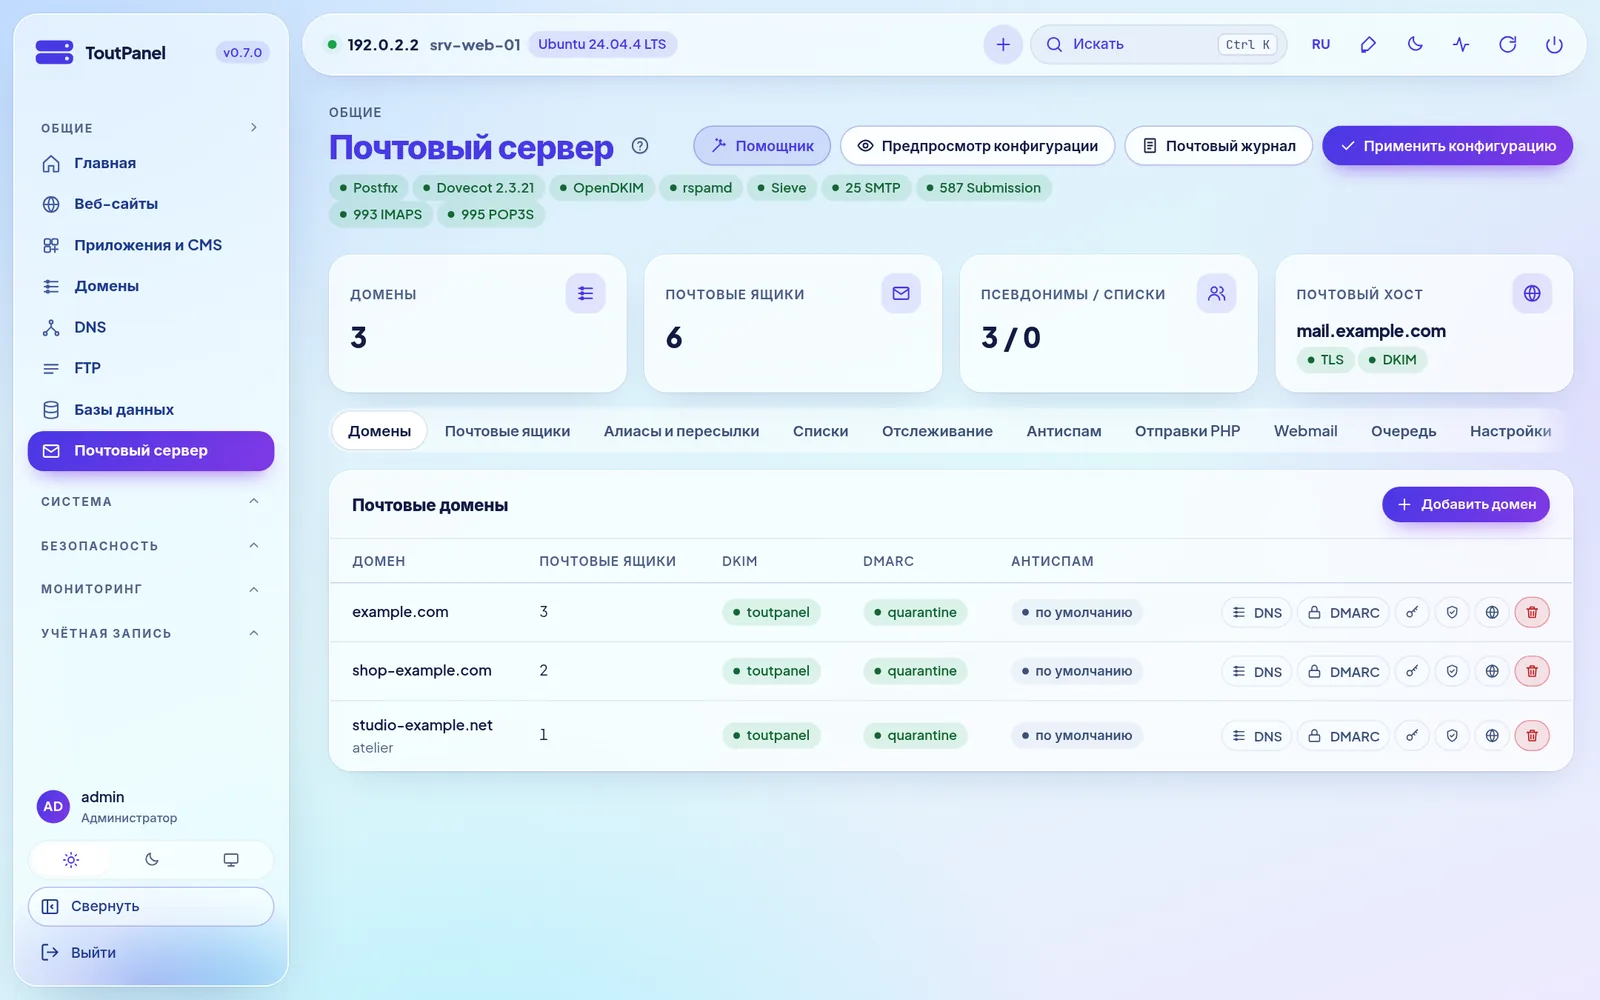 ToutPanel
v0.7.0
ОБЩИЕ
Главная
Веб-сайты
Приложения и CMS
Домены
DNS
FTP
Базы данных
Почтовый сервер
СИСТЕМА
БЕЗОПАСНОСТЬ
МОНИТОРИНГ
УЧЁТНАЯ ЗАПИСЬ
AD
admin
Администратор
Свернуть
Выйти
192.0.2.2 srv-web-01 Ubuntu 24.04.4 LTS
Искать Ctrl K RU
ОБЩИЕ
Почтовый сервер
Помощник Предпросмотр конфигурации Почтовый журнал Применить конфигурацию
Postfix Dovecot 2.3.21 OpenDKIM rspamd Sieve 25 SMTP 587 Submission
993 IMAPS 995 POP3S
ДОМЕНЫ
3
ПОЧТОВЫЕ ЯЩИКИ
6
ПСЕВДОНИМЫ / СПИСКИ
3 / 0
ПОЧТОВЫЙ ХОСТ
mail.example.com
TLS DKIM
Домены Почтовые ящики Алиасы и пересылки Списки Отслеживание Антиспам Отправки PHP Webmail Очередь Настройки
Почтовые домены
Добавить домен
ДОМЕН ПОЧТОВЫЕ ЯЩИКИ DKIM DMARC АНТИСПАМ
example.com 3 toutpanel quarantine по умолчанию DNS DMARC
shop-example.com 2 toutpanel quarantine по умолчанию DNS DMARC
studio-example.net 1 toutpanel quarantine по умолчанию DNS DMARC
atelier